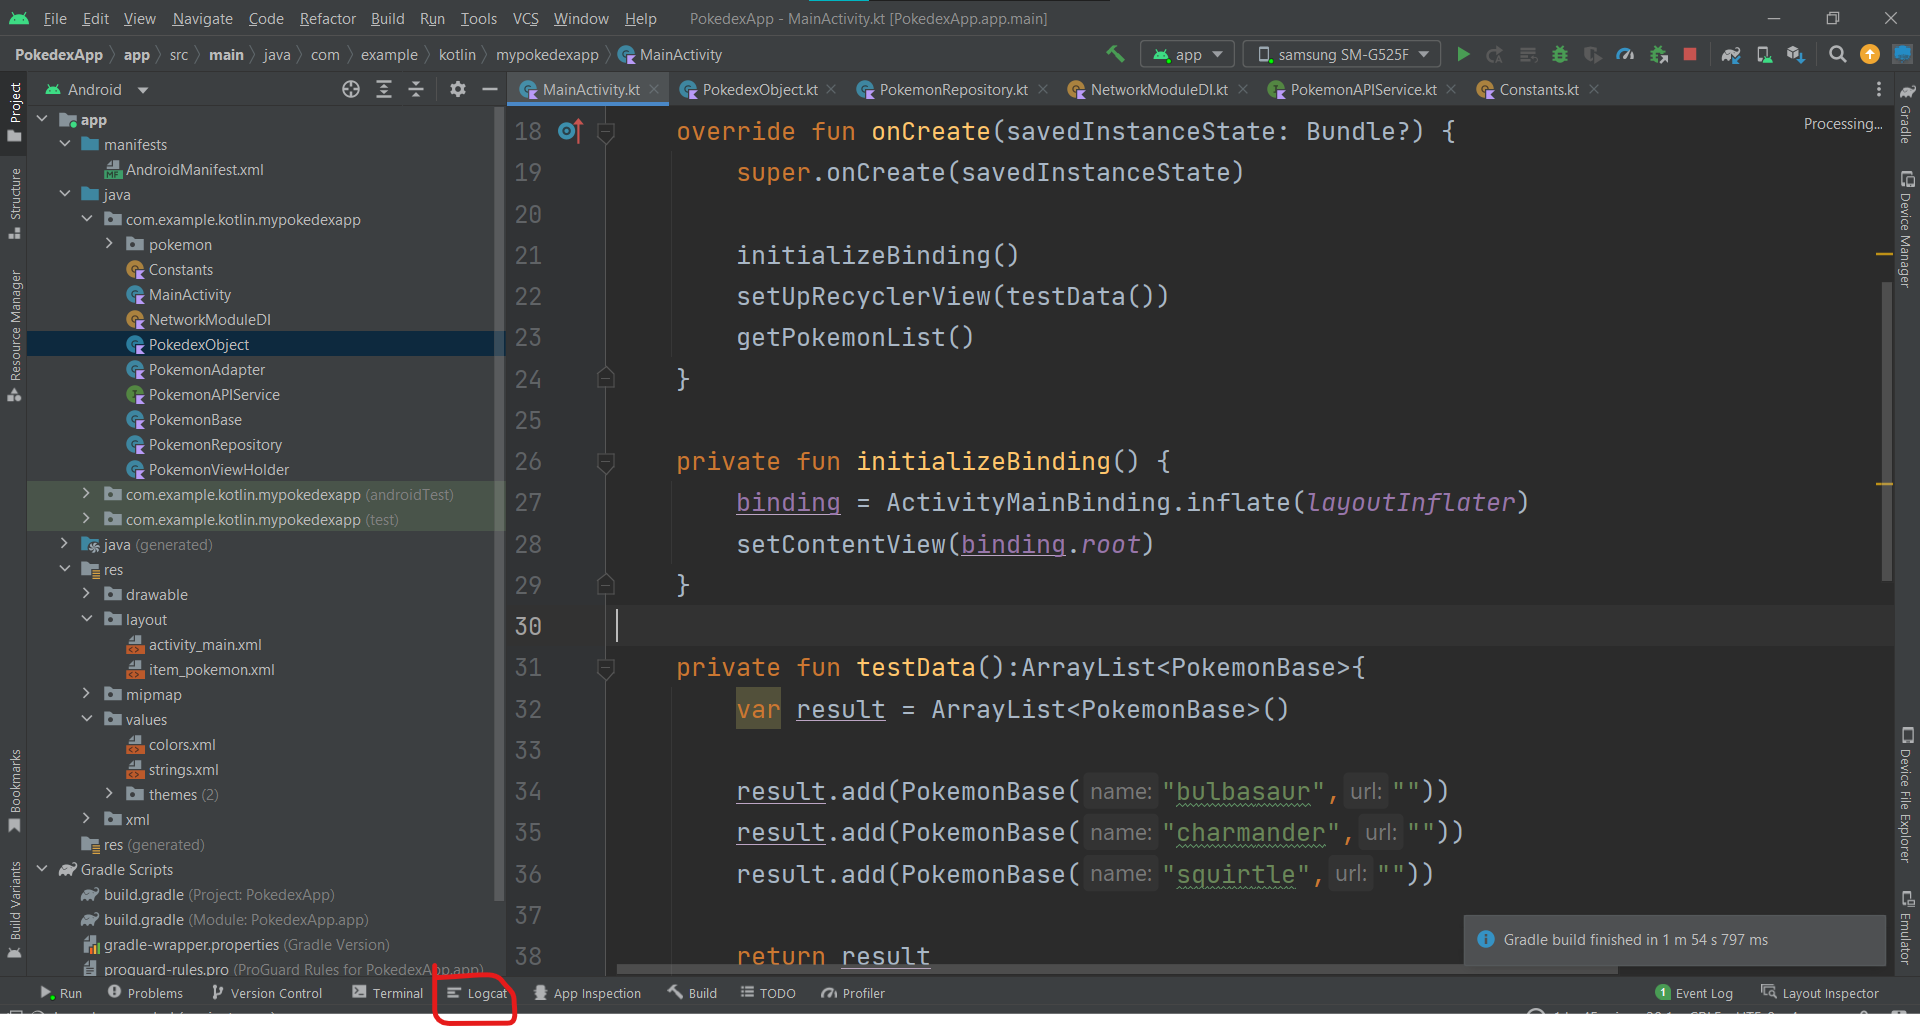 File Edit View Navigate Code Refactor Build Run Tools VCS Window Help PokedexApp - MainActivity.kt [PokedexApp.app.main]
PokedexApp app src main java com example kotlin mypokedexapp MainActivity app samsung SM-G525F
Project
Structure
Resource Manager
Bookmarks
Build Variants
Android
app
manifests
AndroidManifest.xml
java
com.example.kotlin.mypokedexapp
pokemon
Constants
MainActivity
NetworkModuleDI
PokedexObject
PokemonAdapter
PokemonAPIService
PokemonBase
PokemonRepository
PokemonViewHolder
com.example.kotlin.mypokedexapp (androidTest)
com.example.kotlin.mypokedexapp (test)
java (generated)
res
drawable
layout
activity_main.xml
item_pokemon.xml
mipmap
values
colors.xml
strings.xml
themes (2)
xml
res (generated)
Gradle Scripts
build.gradle (Project: PokedexApp)
build.gradle (Module: PokedexApp.app)
gradle-wrapper.properties (Gradle Version)
proguard-rules.pro (ProGuard Rules for PokedexApp.app)
MainActivity.kt PokedexObject.kt PokemonRepository.kt NetworkModuleDI.kt PokemonAPIService.kt Constants.kt
Processing...
18 override fun onCreate(savedInstanceState: Bundle?) {
19 super.onCreate(savedInstanceState)
20
21 initializeBinding()
22 setUpRecyclerView(testData())
23 getPokemonList()
24 }
25
26 private fun initializeBinding() {
27 binding = ActivityMainBinding.inflate(layoutInflater)
28 setContentView(binding.root)
29 }
30
31 private fun testData():ArrayList<PokemonBase>{
32 var result = ArrayList<PokemonBase>()
33
34 result.add(PokemonBase( name: "bulbasaur", url: ""))
35 result.add(PokemonBase( name: "charmander", url: ""))
36 result.add(PokemonBase( name: "squirtle", url: ""))
37
38 return result
Gradle build finished in 1 m 54 s 797 ms
Gradle
Device Manager
Device File Explorer
Emulator
Run Problems Version Control Terminal Logcat App Inspection Build TODO Profiler 1 Event Log Layout Inspector